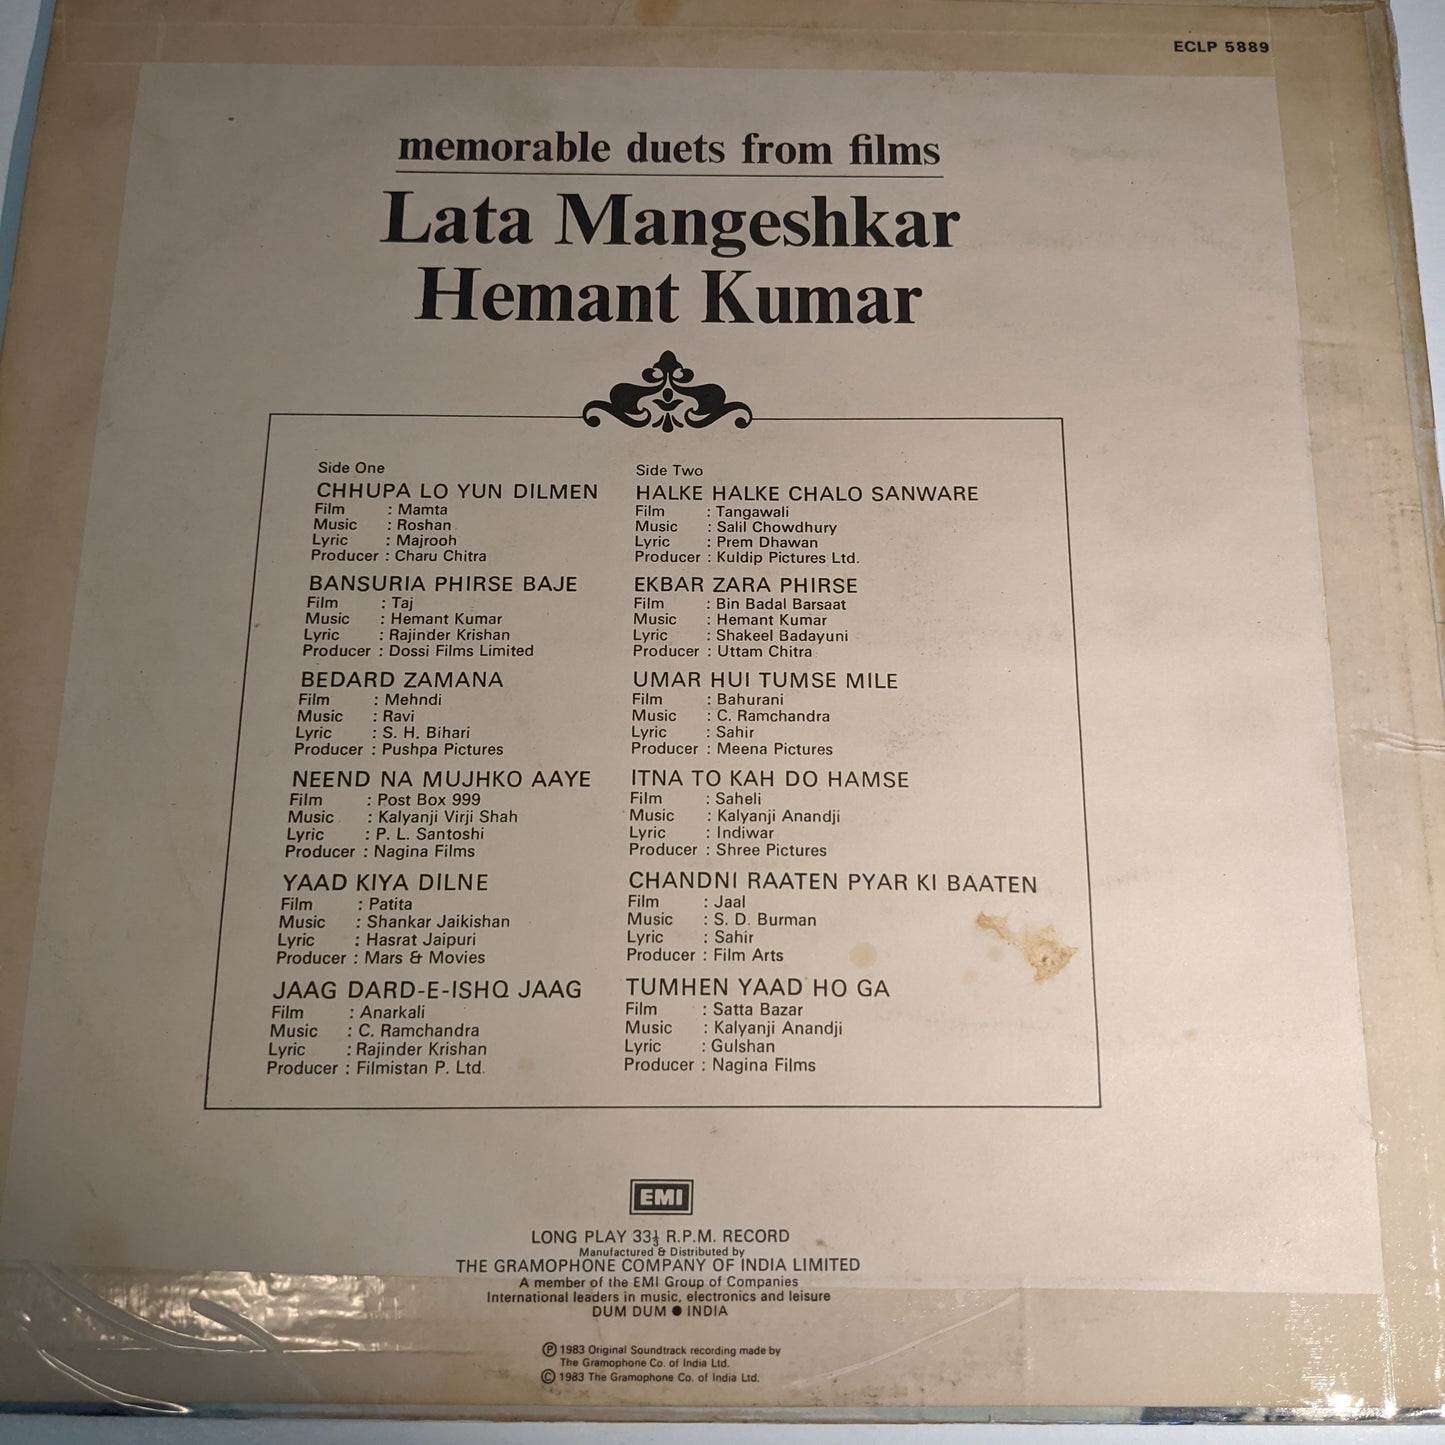 ECLP 5889
memorable duets from films
Lata Mangeshkar
Hemant Kumar
Side One
CHHUPA LO YUN DILMEN
Film : Mamta
Music : Roshan
Lyric : Majrooh
Producer : Charu Chitra
BANSURIA PHIRSE BAJE
Film : Taj
Music : Hemant Kumar
Lyric : Rajinder Krishan
Producer : Dossi Films Limited
BEDARD ZAMANA
Film : Mehndi
Music : Ravi
Lyric : S. H. Bihari
Producer : Pushpa Pictures
NEEND NA MUJHKO AAYE
Film : Post Box 999
Music : Kalyanji Virji Shah
Lyric : P. L. Santoshi
Producer : Nagina Films
YAAD KIYA DILNE
Film : Patita
Music : Shankar Jaikishan
Lyric : Hasrat Jaipuri
Producer : Mars & Movies
JAAG DARD-E-ISHQ JAAG
Film : Anarkali
Music : C. Ramchandra
Lyric : Rajinder Krishan
Producer : Filmistan P. Ltd.
Side Two
HALKE HALKE CHALO SANWARE
Film : Tangawali
Music : Salil Chowdhury
Lyric : Prem Dhawan
Producer : Kuldip Pictures Ltd.
EKBAR ZARA PHIRSE
Film : Bin Badal Barsaat
Music : Hemant Kumar
Lyric : Shakeel Badayuni
Producer : Uttam Chitra
UMAR HUI TUMSE MILE
Film : Bahurani
Music : C. Ramchandra
Lyric : Sahir
Producer : Meena Pictures
ITNA TO KAH DO HAMSE
Film : Saheli
Music : Kalyanji Anandji
Lyric : Indiwar
Producer : Shree Pictures
CHANDNI RAATEN PYAR KI BAATEN
Film : Jaal
Music : S. D. Burman
Lyric : Sahir
Producer : Film Arts
TUMHEN YAAD HO GA
Film : Satta Bazar
Music : Kalyanji Anandji
Lyric : Gulshan
Producer : Nagina Films
EMI
LONG PLAY 33⅓ R.P.M. RECORD
Manufactured & Distributed by
THE GRAMOPHONE COMPANY OF INDIA LIMITED
A member of the EMI Group of Companies
International leaders in music, electronics and leisure
DUM DUM ● INDIA
Ⓟ 1983 Original Soundtrack recording made by
The Gramophone Co. of India Ltd.
© 1983 The Gramophone Co. of India Ltd.